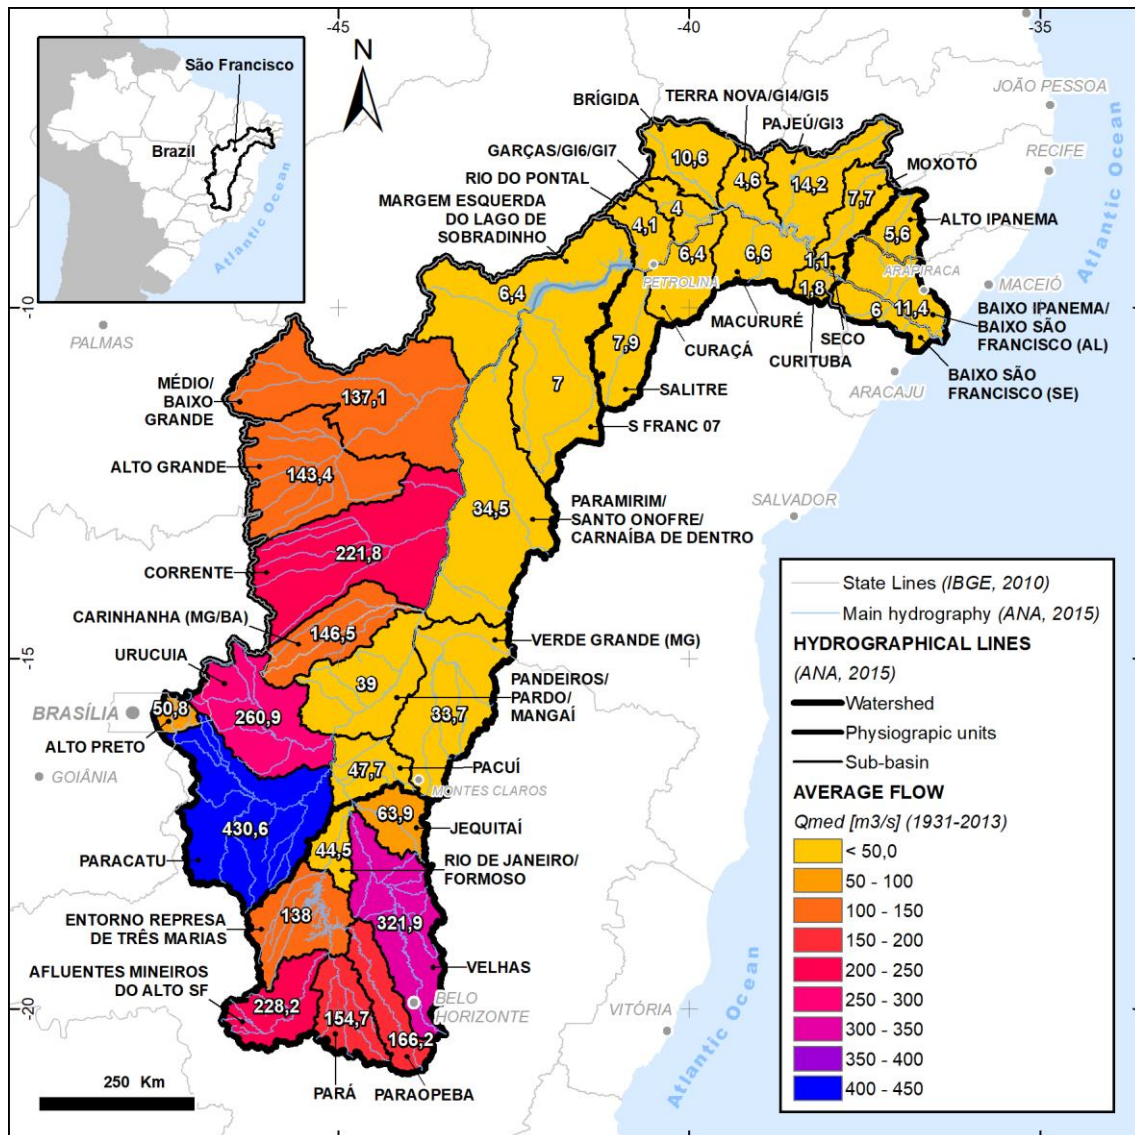 -45
-40
-35
São Francisco
Brazil
Atlantic Ocean
N
JOÃO PESSOA
RECIFE
Atlantic Ocean
BRÍGIDA
TERRA NOVA/GI4/GI5
PAJEÚ/GI3
GARÇAS/GI6/GI7
MOXOTÓ
RIO DO PONTAL
MARGEM ESQUERDA
DO LAGO DE
SOBRADINHO
ALTO IPANEMA
10,6
4,6
14,2
7,7
4
4,1
5,6
6,4
6,6
1,1
ARAPIRACA
PETROLINA
1,8
MACEIÓ
6,4
11,4
6
-10
PALMAS
MACURURÉ
SECO
CURITUBA
CURAÇÁ
BAIXO IPANEMA/
BAIXO SÃO
FRANCISCO (AL)
ARACAJU
BAIXO SÃO
FRANCISCO (SE)
7,9
7
SALITRE
S FRANC 07
MÉDIO/
BAIXO
GRANDE
137,1
ALTO GRANDE
143,4
34,5
PARAMIRIM/
SANTO ONOFRE/
CARNAÍBA DE DENTRO
SALVADOR
221,8
CORRENTE
CARINHANHA (MG/BA)
146,5
VERDE GRANDE (MG)
URUCUIA
-15
39
PANDEIROS/
PARDO/
MANGAÍ
33,7
50,8
BRASÍLIA
260,9
ALTO PRETO
GOIÂNIA
47,7
PACUÍ
MONTES CLAROS
63,9
JEQUITAÍ
430,6
44,5
PARACATU
RIO DE JANEIRO/
FORMOSO
ENTORNO REPRESA
DE TRÊS MARIAS
138
321,9
VELHAS
AFLUENTES MINEIROS
DO ALTO SF
-20
228,2
154,7
166,2
BELO
HORIZONTE
VITÓRIA
PARÁ
PARAOPEBA
250 Km
Atlantic Ocean
State Lines (IBGE, 2010)
Main hydrography (ANA, 2015)
HYDROGRAPHICAL LINES
(ANA, 2015)
Watershed
Physiograpic units
Sub-basin
AVERAGE FLOW
Qmed [m3/s] (1931-2013)
< 50,0
50 - 100
100 - 150
150 - 200
200 - 250
250 - 300
300 - 350
350 - 400
400 - 450